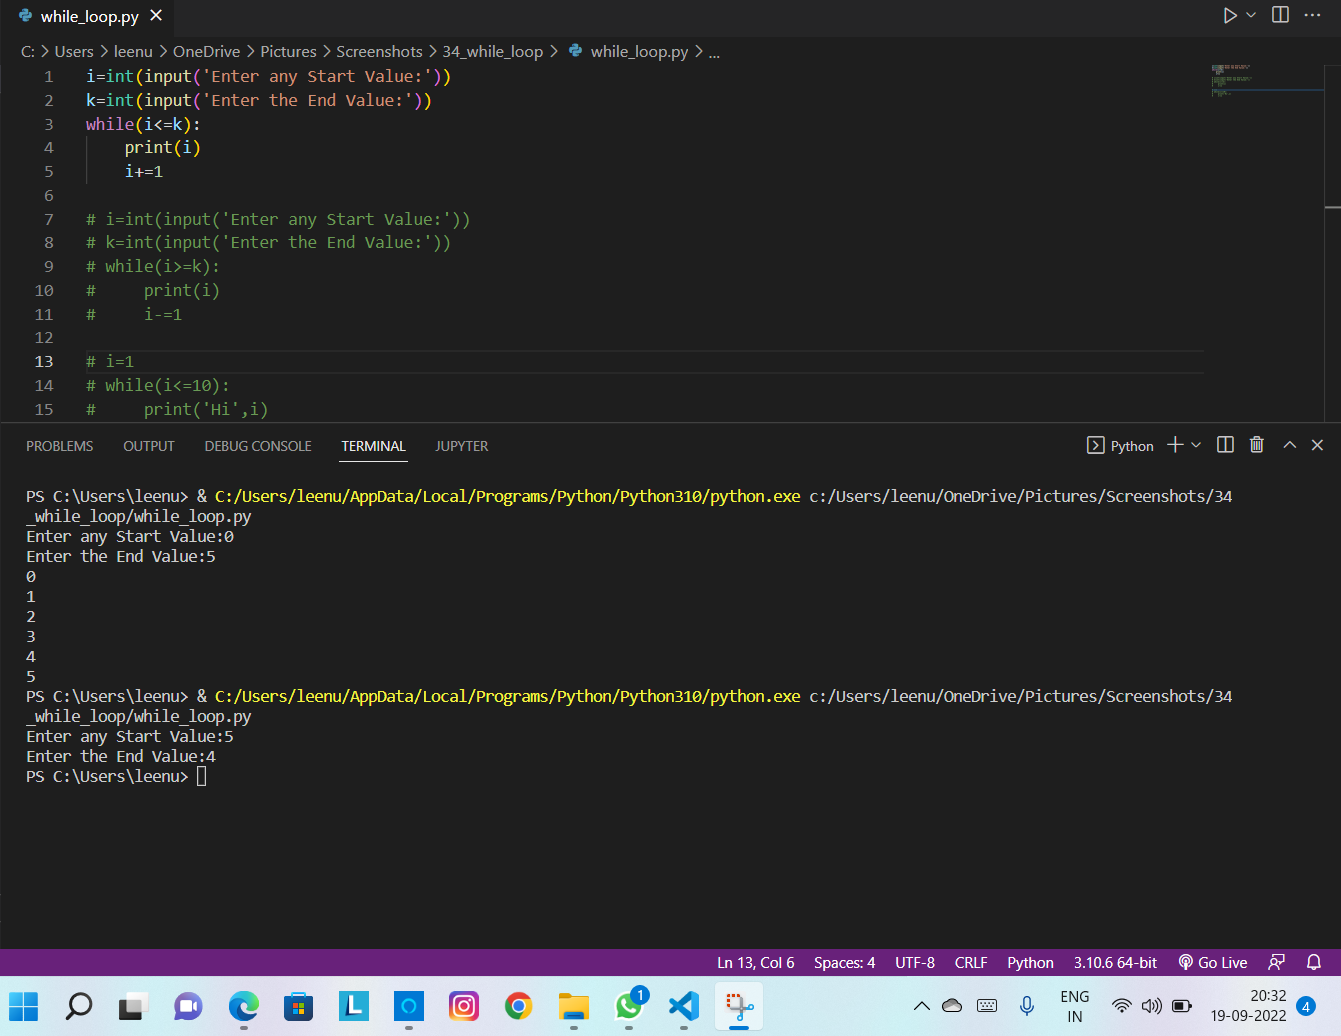 while_loop.py
C: > Users > leenu > OneDrive > Pictures > Screenshots > 34_while_loop > while_loop.py > ...
1 i=int(input('Enter any Start Value:'))
2 k=int(input('Enter the End Value:'))
3 while(i<=k):
4     print(i)
5     i+=1
6
7 # i=int(input('Enter any Start Value:'))
8 # k=int(input('Enter the End Value:'))
9 # while(i>=k):
10 #     print(i)
11 #     i-=1
12
13 # i=1
14 # while(i<=10):
15 #     print('Hi',i)
PROBLEMS OUTPUT DEBUG CONSOLE TERMINAL JUPYTER Python
PS C:\Users\leenu> & C:/Users/leenu/AppData/Local/Programs/Python/Python310/python.exe c:/Users/leenu/OneDrive/Pictures/Screenshots/34
_while_loop/while_loop.py
Enter any Start Value:0
Enter the End Value:5
0
1
2
3
4
5
PS C:\Users\leenu> & C:/Users/leenu/AppData/Local/Programs/Python/Python310/python.exe c:/Users/leenu/OneDrive/Pictures/Screenshots/34
_while_loop/while_loop.py
Enter any Start Value:5
Enter the End Value:4
PS C:\Users\leenu>
Ln 13, Col 6 Spaces: 4 UTF-8 CRLF Python 3.10.6 64-bit Go Live
L 1 ENG 20:32
IN 19-09-2022 4